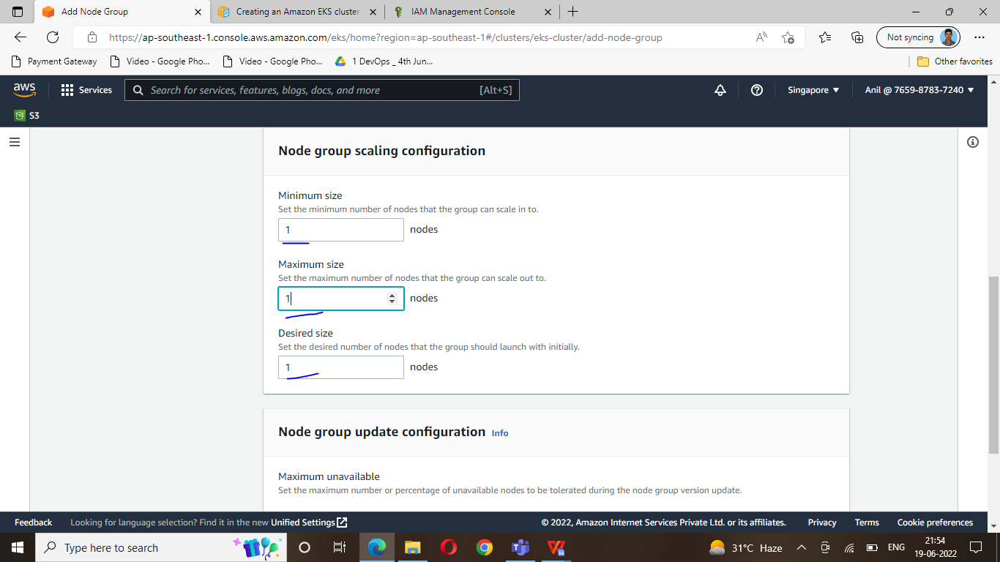 Add Node Group
Creating an Amazon EKS cluster
IAM Management Console
https://ap-southeast-1.console.aws.amazon.com/eks/home?region=ap-southeast-1#/clusters/eks-cluster/add-node-group
Not syncing
Payment Gateway
Video - Google Pho...
Video - Google Pho...
1 DevOps _ 4th Jun...
Other favorites
aws
Services
Search for services, features, blogs, docs, and more
[Alt+S]
Singapore
Anil @ 7659-8783-7240
S3
Node group scaling configuration
Minimum size
Set the minimum number of nodes that the group can scale in to.
1 nodes
Maximum size
Set the maximum number of nodes that the group can scale out to.
1 nodes
Desired size
Set the desired number of nodes that the group should launch with initially.
1 nodes
Node group update configuration Info
Maximum unavailable
Set the maximum number or percentage of unavailable nodes to be tolerated during the node group version update.
Feedback
Looking for language selection? Find it in the new Unified Settings
© 2022, Amazon Internet Services Private Ltd. or its affiliates.
Privacy
Terms
Cookie preferences
Type here to search
31°C Haze
ENG
21:54
19-06-2022